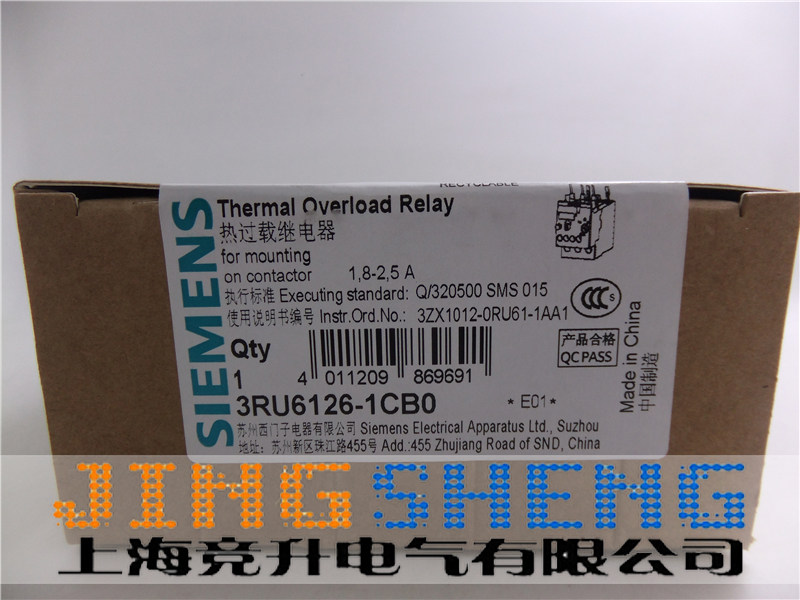 RECYCLABLE
SIEMENS
Thermal Overload Relay
热过载继电器
for mounting
on contactor 1,8-2,5 A
执行标准 Executing standard: Q/320500 SMS 015
使用说明书编号 Instr.Ord.No.: 3ZX1012-0RU61-1AA1
CCC S
产品合格
QC PASS
Made in China
中国制造
Qty
1
4 011209 869691
3RU6126-1CB0 *E01*
苏州西门子电器有限公司 Siemens Electrical Apparatus Ltd., Suzhou
地址: 苏州新区珠江路455号 Add.:455 Zhujiang Road of SND, China
JINGSHENG
上海竞升电气有限公司